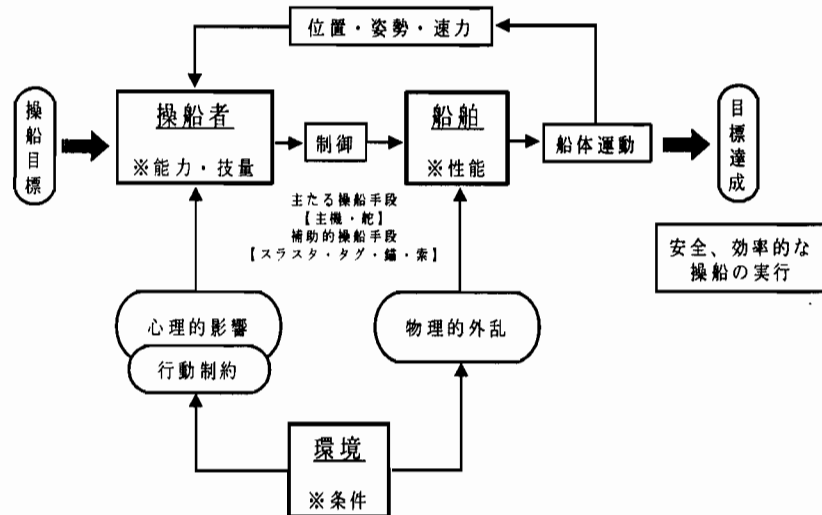 位置・姿勢・速力
操船目標
操船者
※能力・技量
制御
船舶
※性能
船体運動
目標達成
主たる操船手段
【主機・舵】
補助的操船手段
【スラスタ・タグ・錨・索】
安全、効率的な
操船の実行
心理的影響
行動制約
物理的外乱
環境
※条件